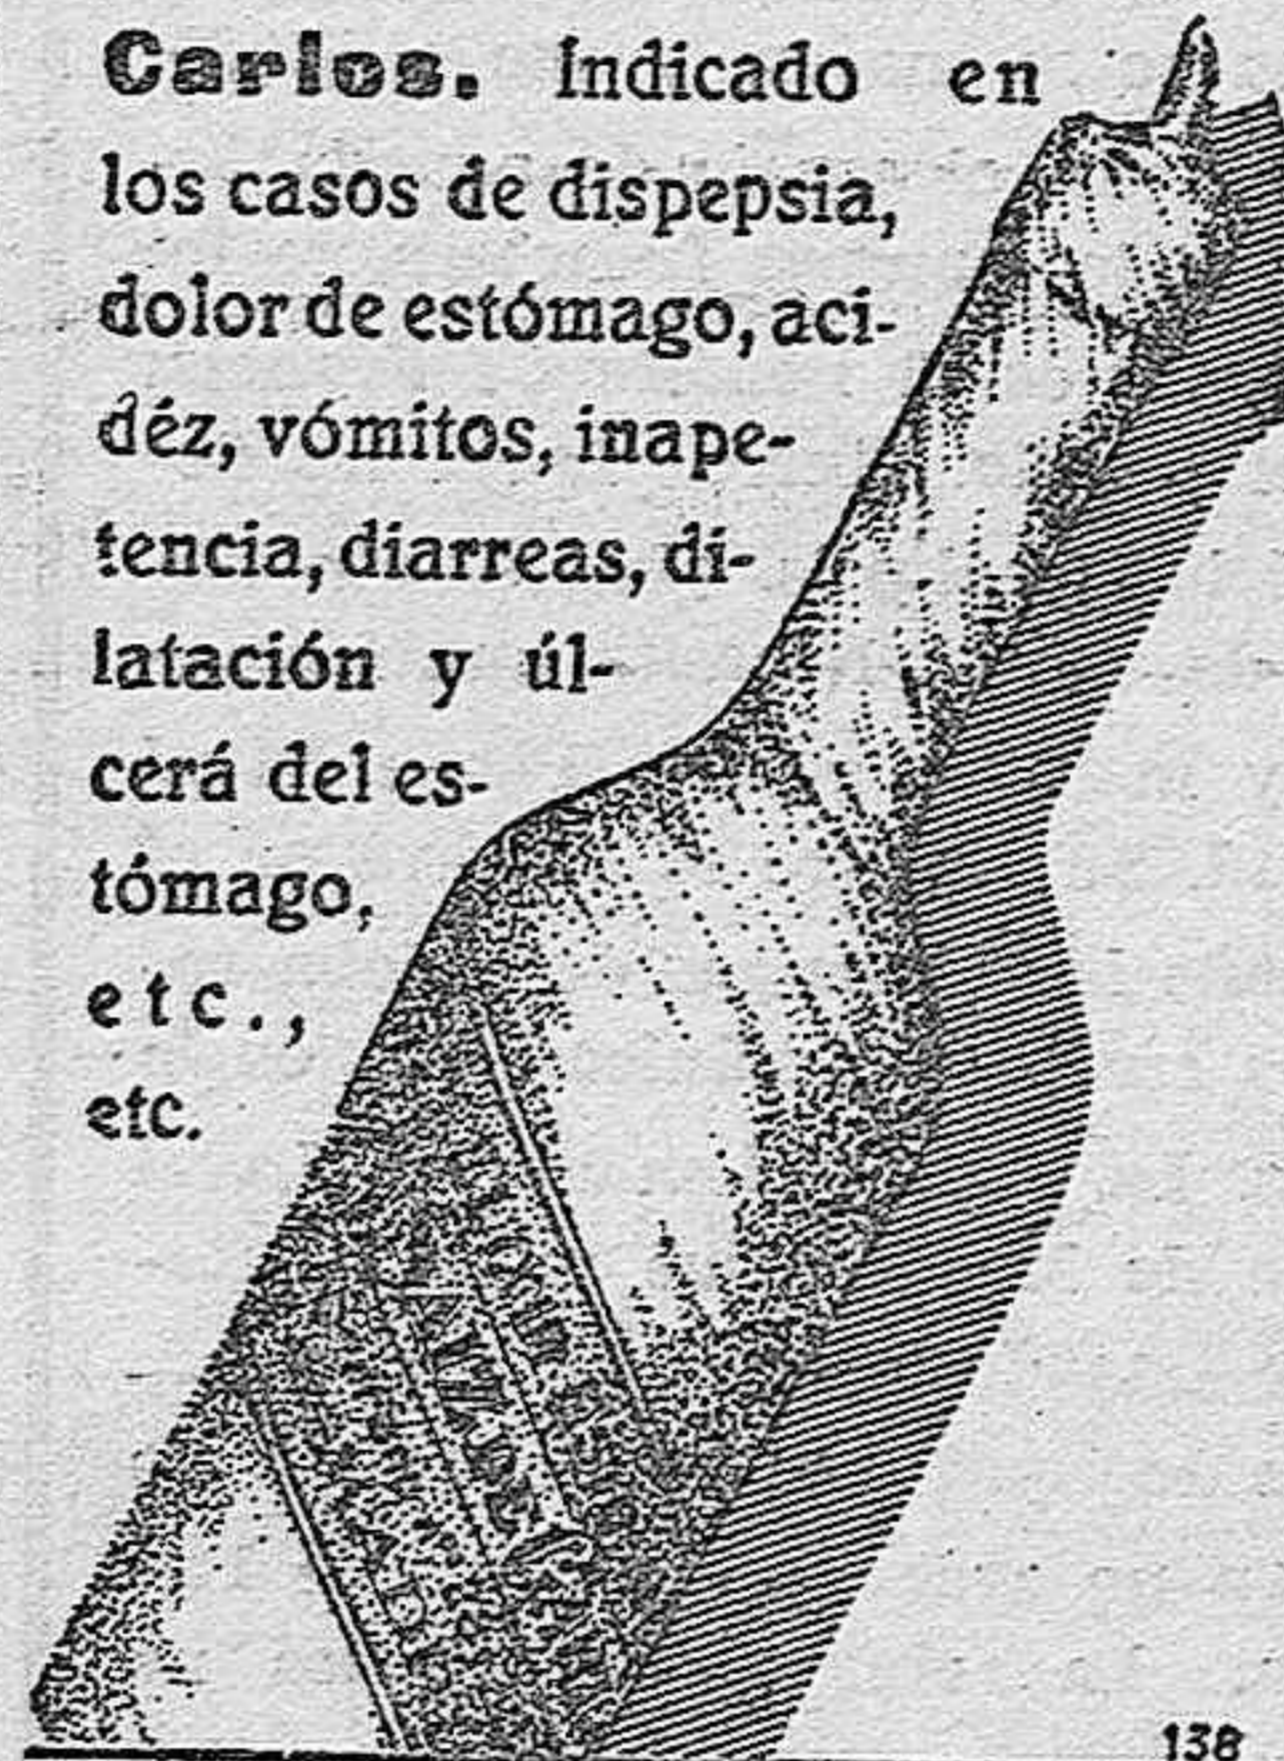 Carlos. Indicado en
los casos de dispepsia,
dolor de estómago, aci-
déz, vómitos, inape-
tencia, diarreas, di-
latación y úl-
cerá del es-
tómago,
etc.,
etc.
138